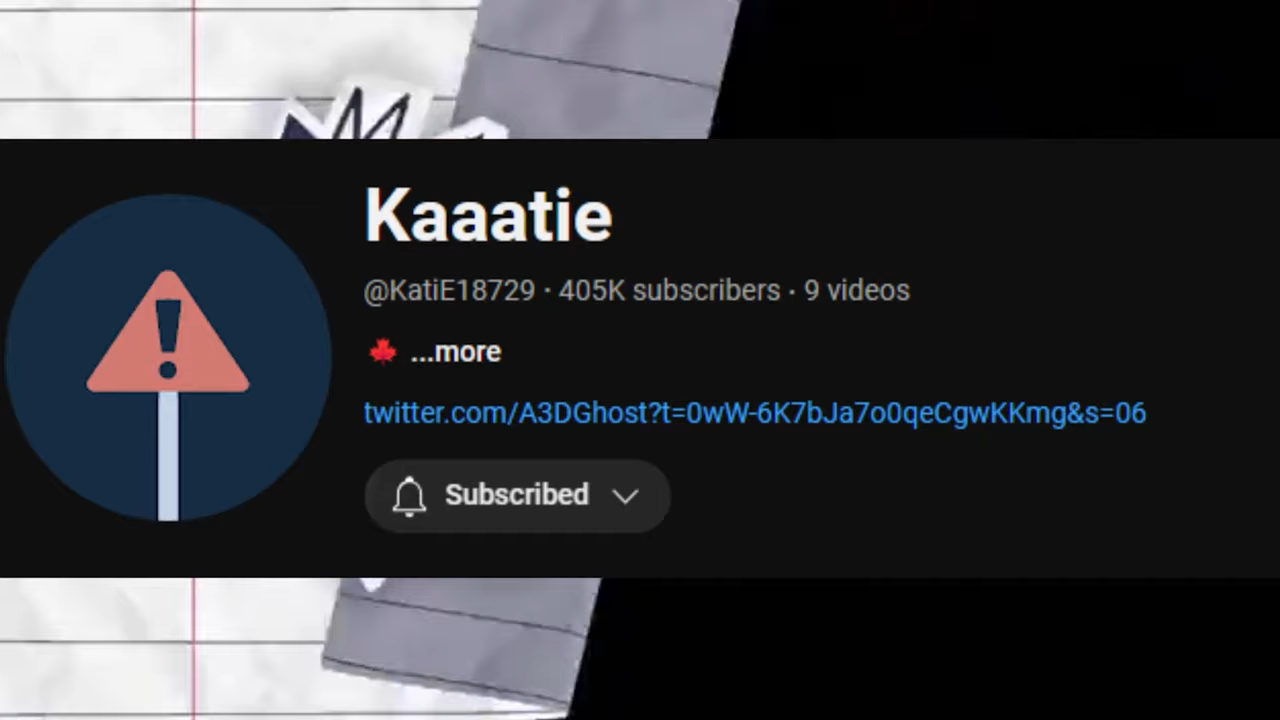 M
Kaaatie
@KatiE18729 · 405K subscribers · 9 videos
🍁 ...more
twitter.com/A3DGhost?t=0wW-6K7bJa7o0qeCgwKKmg&s=06
Subscribed